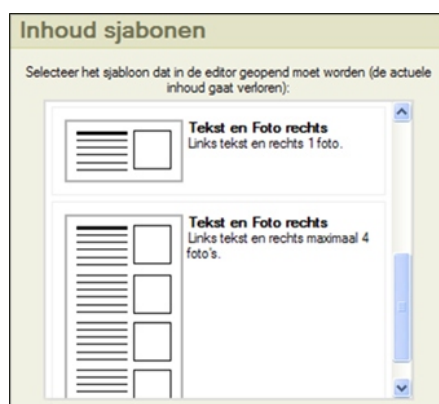 Inhoud sjabonen
Selecteer het sjabloon dat in de editor geopend moet worden (de actuele
inhoud gaat verloren):
Tekst en Foto rechts
Links tekst en rechts 1 foto.
Tekst en Foto rechts
Links tekst en rechts maximaal 4
foto's.